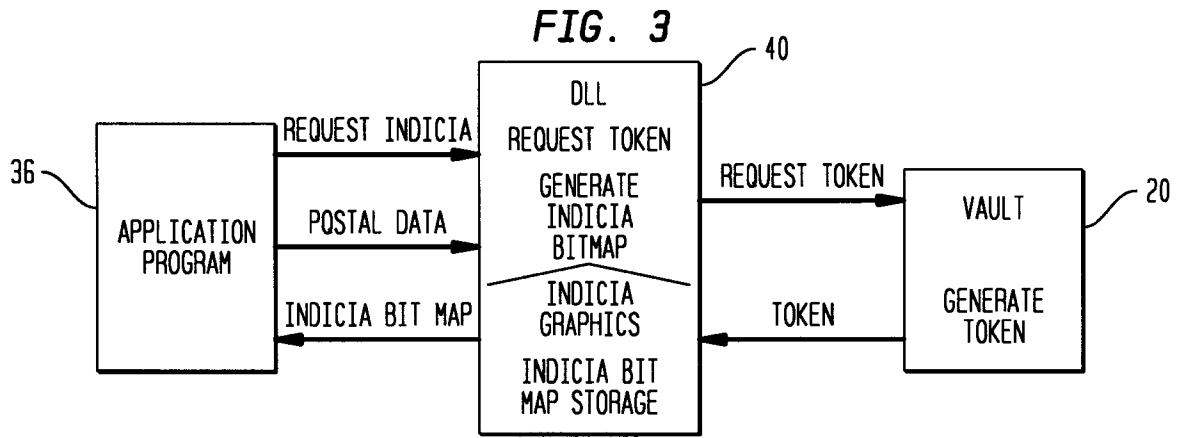 FIG. 3
40
DLL
REQUEST INDICIA
REQUEST TOKEN
36
GENERATE
INDICIA
BITMAP
REQUEST TOKEN
20
VAULT
APPLICATION
PROGRAM
POSTAL DATA
INDICIA
GRAPHICS
INDICIA BIT MAP
TOKEN
GENERATE
TOKEN
INDICIA BIT
MAP STORAGE